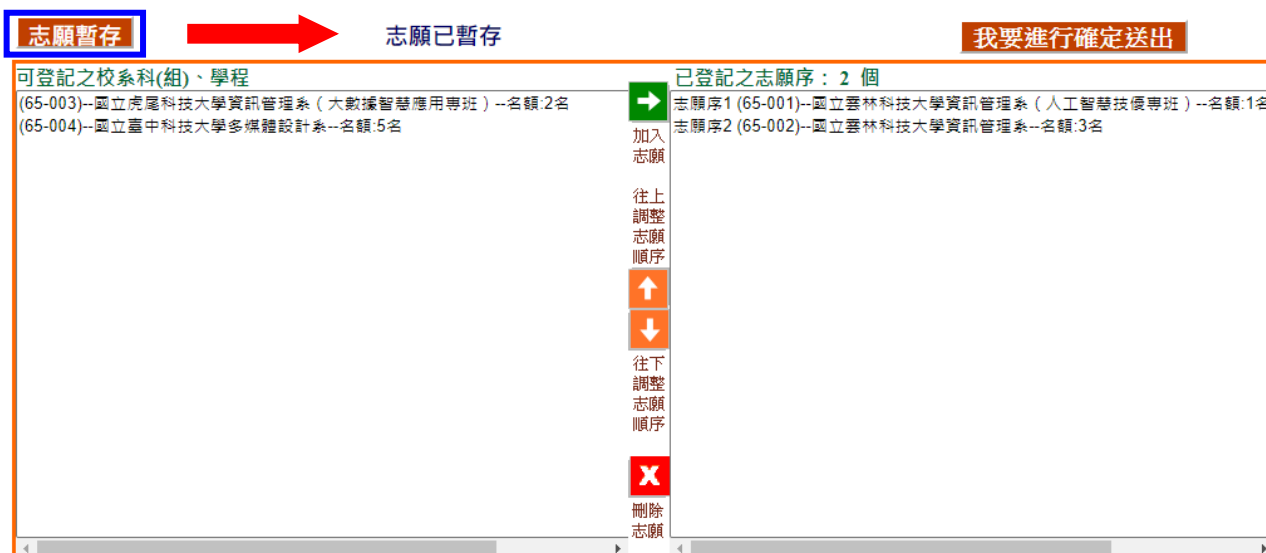 志願暫存
志願已暫存
我要進行確定送出
可登記之校系科(組)、學程
(65-003)--國立虎尾科技大學資訊管理系（大數據智慧應用專班）--名額:2名
(65-004)--國立臺中科技大學多媒體設計系--名額:5名
加入
志願
往上
調整
志願
順序
往下
調整
志願
順序
X
刪除
志願
已登記之志願序： 2 個
志願序1 (65-001)--國立雲林科技大學資訊管理系（人工智慧技優專班）--名額:1名
志願序2 (65-002)--國立雲林科技大學資訊管理系--名額:3名